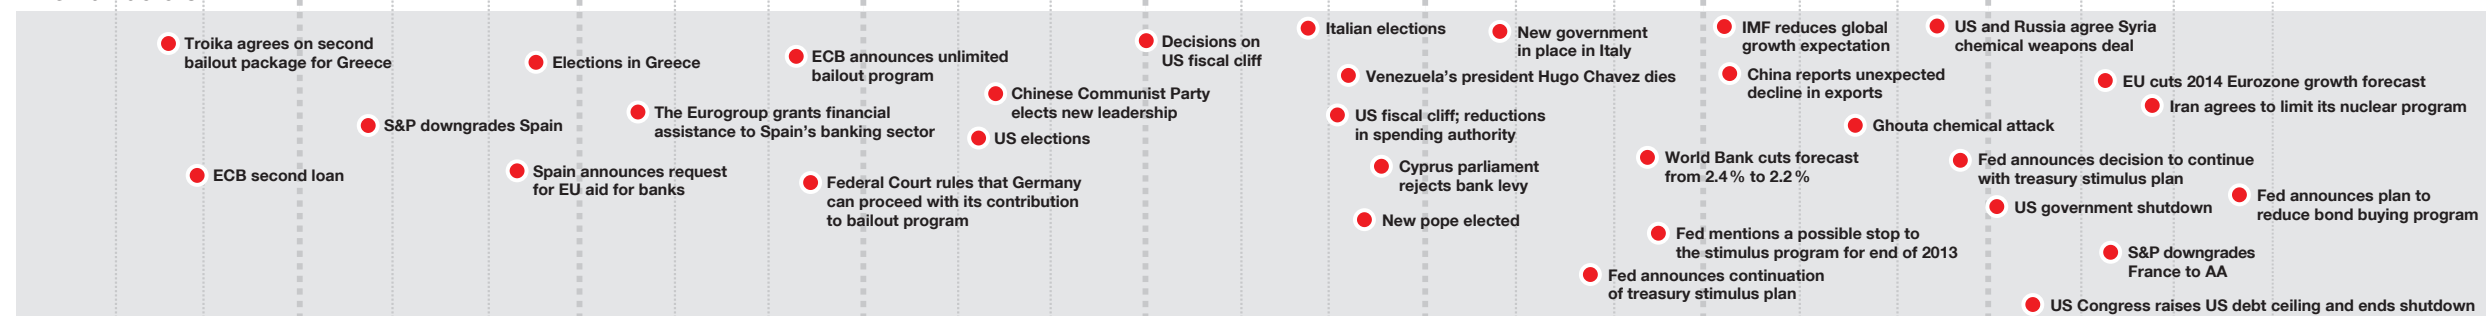 Troika agrees on second
bailout package for Greece
ECB second loan
S&P downgrades Spain
Elections in Greece
Spain announces request
for EU aid for banks
The Eurogroup grants financial
assistance to Spain's banking sector
ECB announces unlimited
bailout program
Federal Court rules that Germany
can proceed with its contribution
to bailout program
Chinese Communist Party
elects new leadership
US elections
Decisions on
US fiscal cliff
Italian elections
Venezuela's president Hugo Chavez dies
US fiscal cliff; reductions
in spending authority
Cyprus parliament
rejects bank levy
New pope elected
New government
in place in Italy
Fed announces continuation
of treasury stimulus plan
World Bank cuts forecast
from 2.4% to 2.2%
Fed mentions a possible stop to
the stimulus program for end of 2013
IMF reduces global
growth expectation
China reports unexpected
decline in exports
Ghouta chemical attack
US and Russia agree Syria
chemical weapons deal
Fed announces decision to continue
with treasury stimulus plan
US government shutdown
US Congress raises US debt ceiling and ends shutdown
EU cuts 2014 Eurozone growth forecast
S&P downgrades
France to AA
Iran agrees to limit its nuclear program
Fed announces plan to
reduce bond buying program